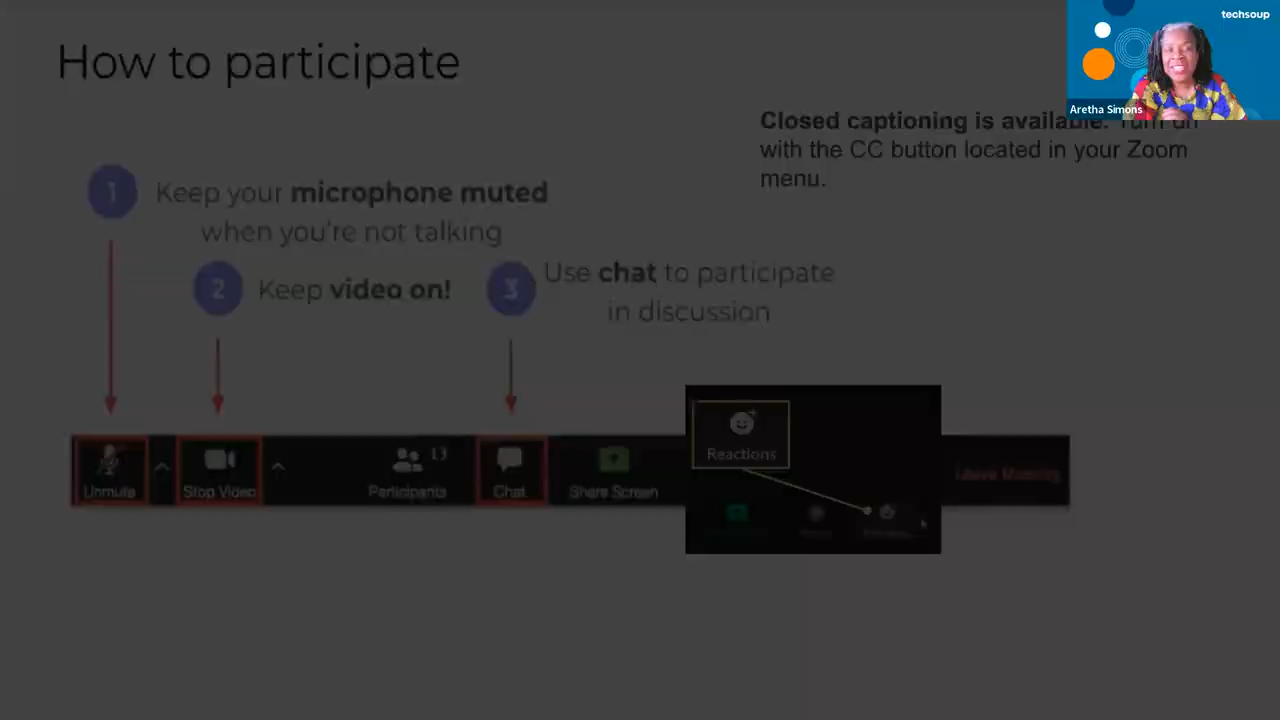 How to participate
techsoup
Aretha Simons
Closed captioning is available. Turn on
with the CC button located in your Zoom
menu.
1
Keep your microphone muted
when you're not talking
2
Keep video on!
3
Use chat to participate
in discussion
Unmute
Stop Video
13
Participants
Chat
Share Screen
Reactions
Leave Meeting